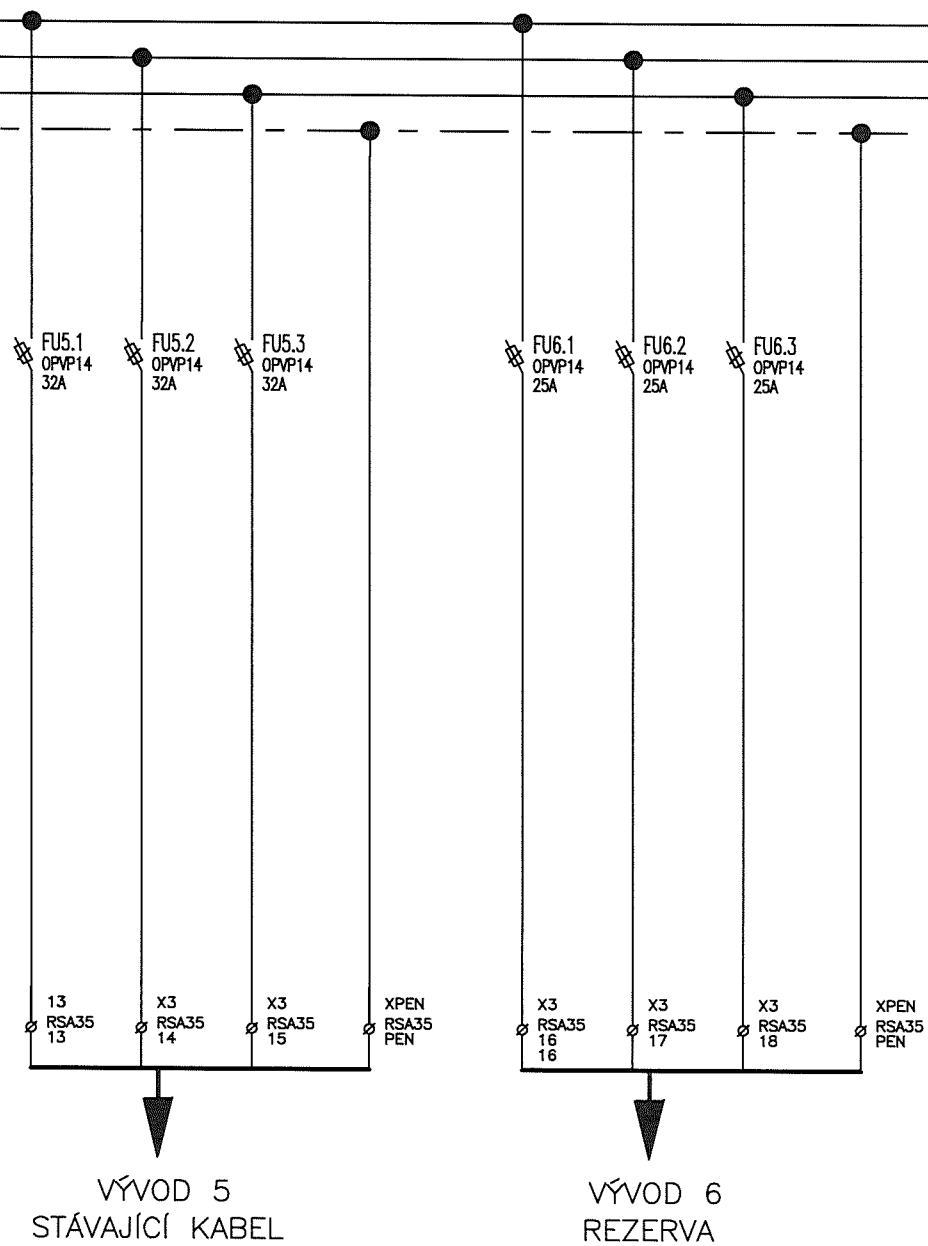 FU5.1
OPVP14
32A
FU5.2
OPVP14
32A
FU5.3
OPVP14
32A
FU6.1
OPVP14
25A
FU6.2
OPVP14
25A
FU6.3
OPVP14
25A
13
RSA35
13
X3
RSA35
14
X3
RSA35
15
XPEN
RSA35
PEN
X3
RSA35
16
16
X3
RSA35
17
X3
RSA35
18
XPEN
RSA35
PEN
VÝVOD 5
STÁVAJÍCÍ KABEL
VÝVOD 6
REZERVA